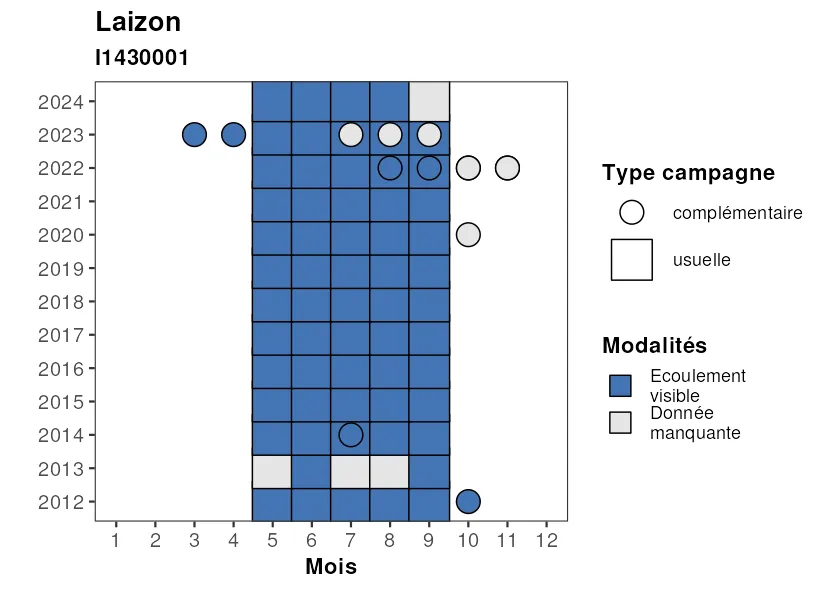 Laizon
I1430001
2024
2023
2022
2021
2020
2019
2018
2017
2016
2015
2014
2013
2012
1 2 3 4 5 6 7 8 9 10 11 12
Mois
Type campagne
complémentaire
usuelle
Modalités
Ecoulement
visible
Donnée
manquante